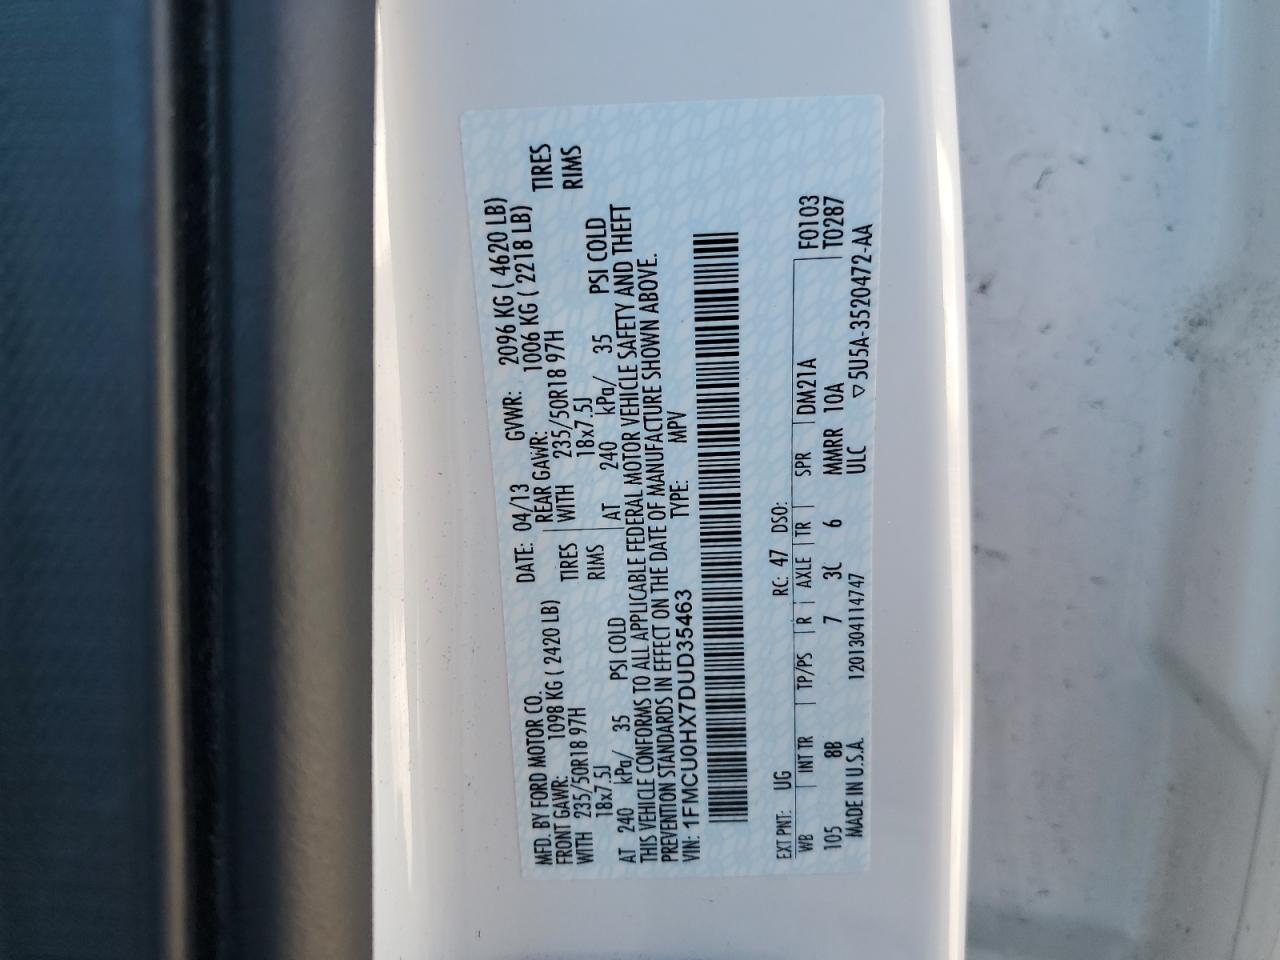 MFD. BY FORD MOTOR CO.
DATE: 04/13 GVWR: 2096 KG ( 4620 LB)
FRONT GAWR: 1098 KG ( 2420 LB) REAR GAWR: 1006 KG ( 2218 LB)
WITH 235/50R18 97H TIRES WITH 235/50R18 97H TIRES
18x7.5J RIMS 18x7.5J RIMS
AT 240 kPa/ 35 PSI COLD AT 240 kPa/ 35 PSI COLD
THIS VEHICLE CONFORMS TO ALL APPLICABLE FEDERAL MOTOR VEHICLE SAFETY AND THEFT
PREVENTION STANDARDS IN EFFECT ON THE DATE OF MANUFACTURE SHOWN ABOVE.
VIN: 1FMCU0HX7DUD35463 TYPE: MPV
EXT PNT: UG RC: 47 DSO:
WB INT TR TP/PS R AXLE TR SPR DM21A F0103
105 8B 7 3C 6 MMRR 10A T0287
MADE IN U.S.A. 1201304114747 ULC ▽5U5A-3520472-AA